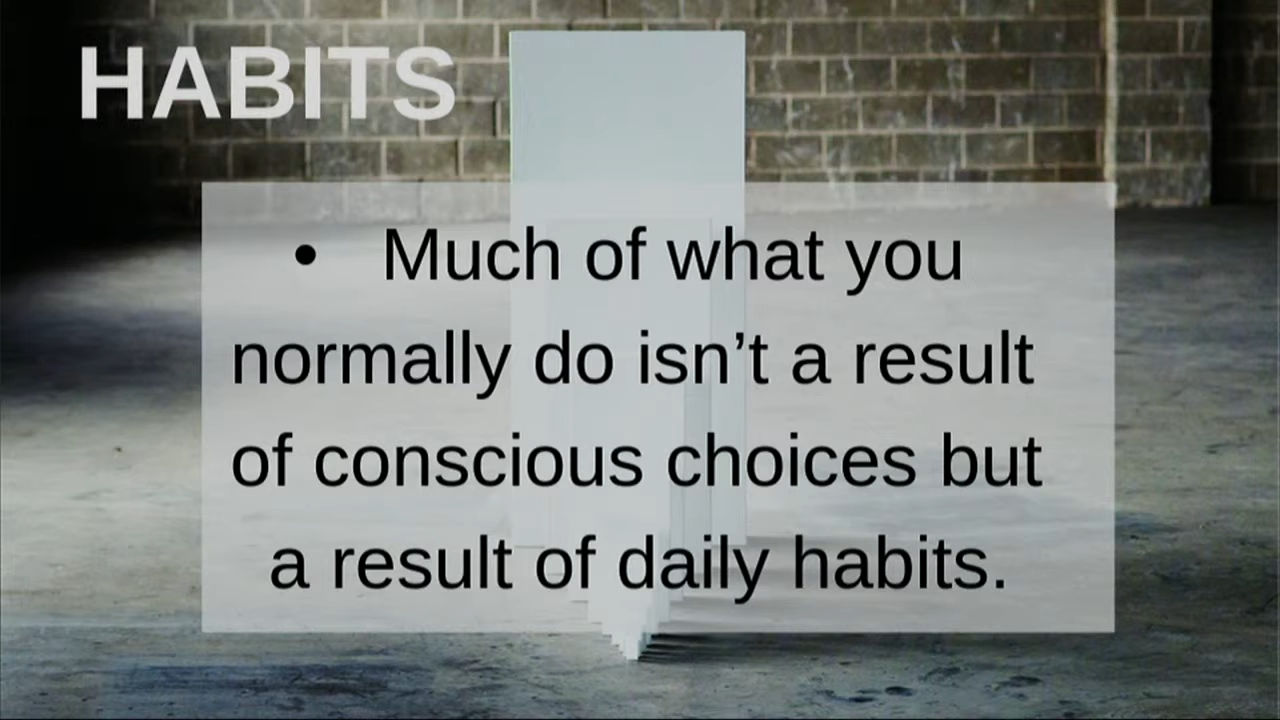 HABITS
• Much of what you
normally do isn’t a result
of conscious choices but
a result of daily habits.